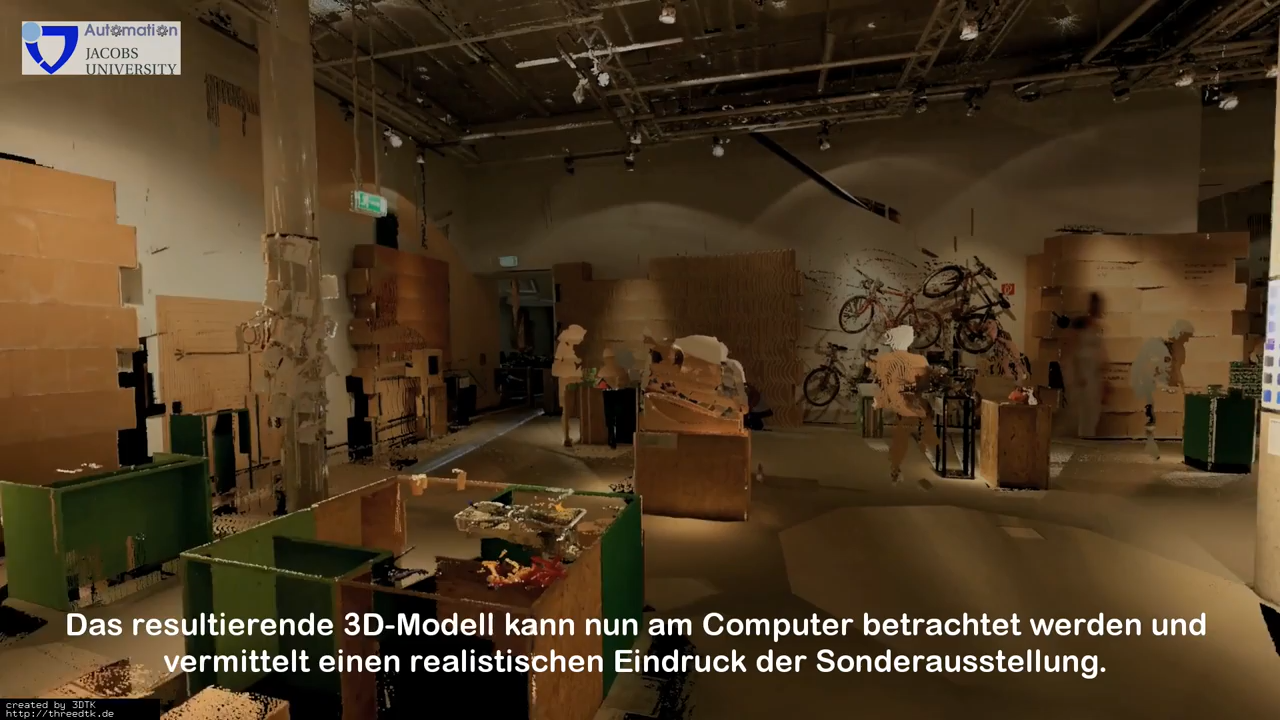 Automation
JACOBS
UNIVERSITY
Das resultierende 3D-Modell kann nun am Computer betrachtet werden und
vermittelt einen realistischen Eindruck der Sonderausstellung.
created by 3DTK
http://threedtk.de